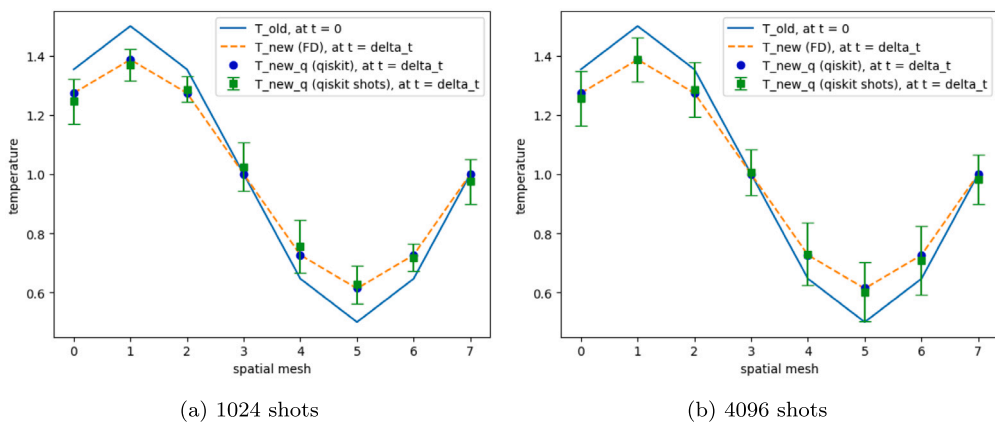 T_old, at t = 0
T_new (FD), at t = delta_t
T_new_q (qiskit), at t = delta_t
T_new_q (qiskit shots), at t = delta_t
temperature
1.4
1.2
1.0
0.8
0.6
0 1 2 3 4 5 6 7
spatial mesh
(a) 1024 shots
T_old, at t = 0
T_new (FD), at t = delta_t
T_new_q (qiskit), at t = delta_t
T_new_q (qiskit shots), at t = delta_t
temperature
1.4
1.2
1.0
0.8
0.6
0 1 2 3 4 5 6 7
spatial mesh
(b) 4096 shots